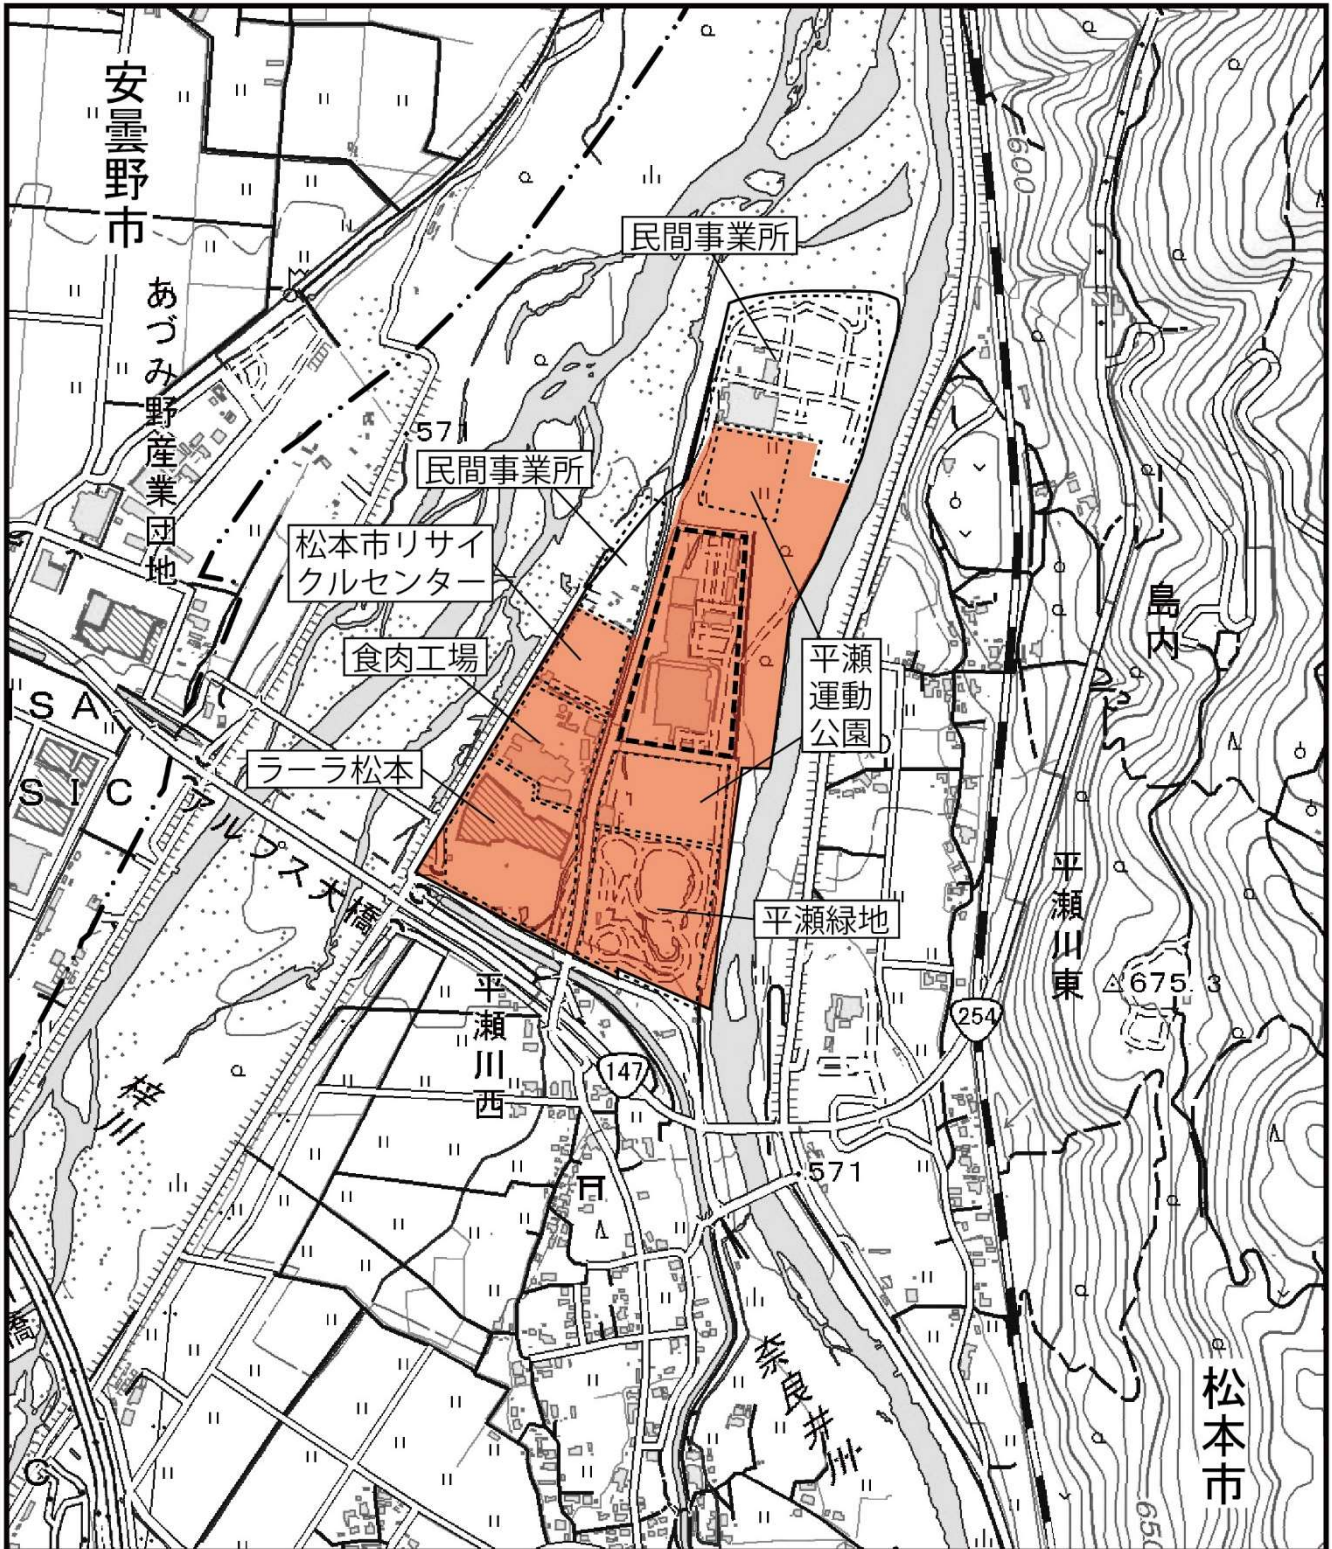 安曇野市
あづみ野産業団地
600
民間事業所
571
民間事業所
松本市リサイ
クルセンター
食肉工場
ラーラ松本
SA
SIC
アルプス大橋
平瀬
運動
公園
島内
平瀬緑地
平瀬川東
675.3
254
平瀬川西
147
梓川
571
奈良井川
松本市
橋
C
650